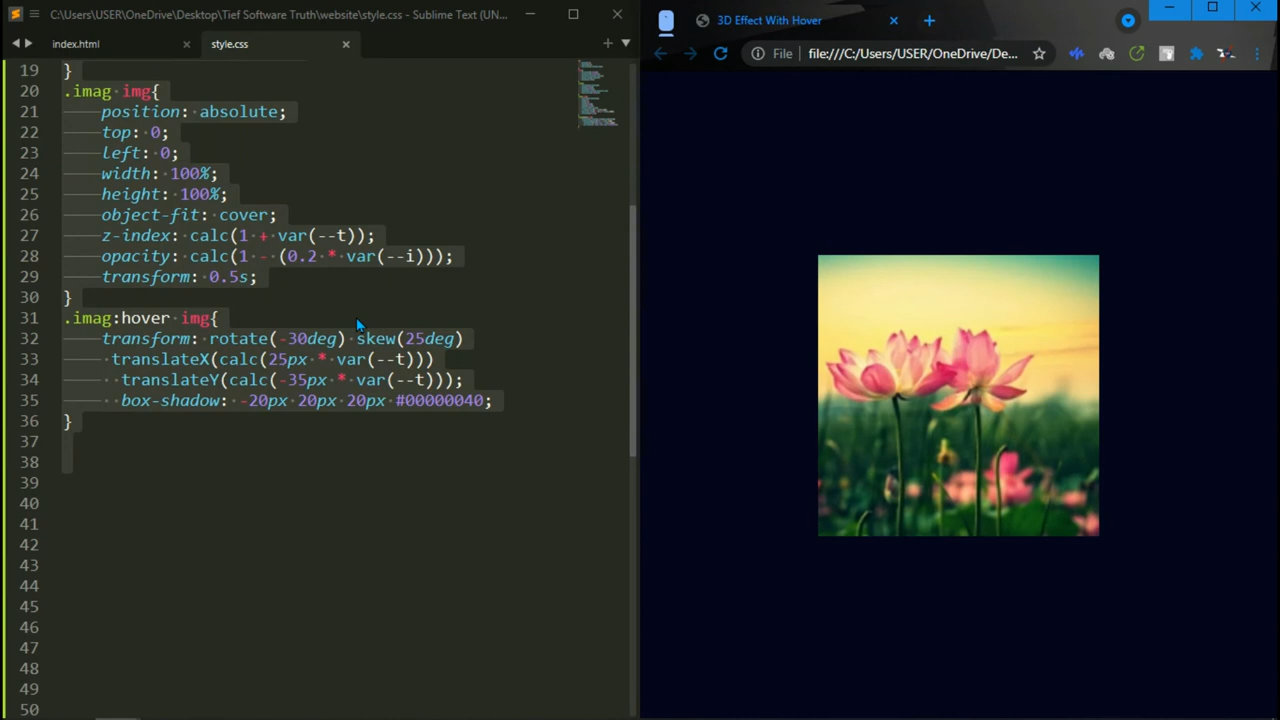 C:\Users\USER\OneDrive\Desktop\Tief Software Truth\website\style.css - Sublime Text (UN...
index.html
style.css
19 }
20 .imag img{
21 position: absolute;
22 top: 0;
23 left: 0;
24 width: 100%;
25 height: 100%;
26 object-fit: cover;
27 z-index: calc(1 + var(--t));
28 opacity: calc(1 - (0.2 * var(--i)));
29 transform: 0.5s;
30 }
31 .imag:hover img{
32 transform: rotate(-30deg) skew(25deg)
33 translateX(calc(25px * var(--t)))
34 translateY(calc(-35px * var(--t)));
35 box-shadow: -20px 20px 20px #00000040;
36 }
37
38
39
40
41
42
43
44
45
46
47
48
49
50
3D Effect With Hover
File file:///C:/Users/USER/OneDrive/De...